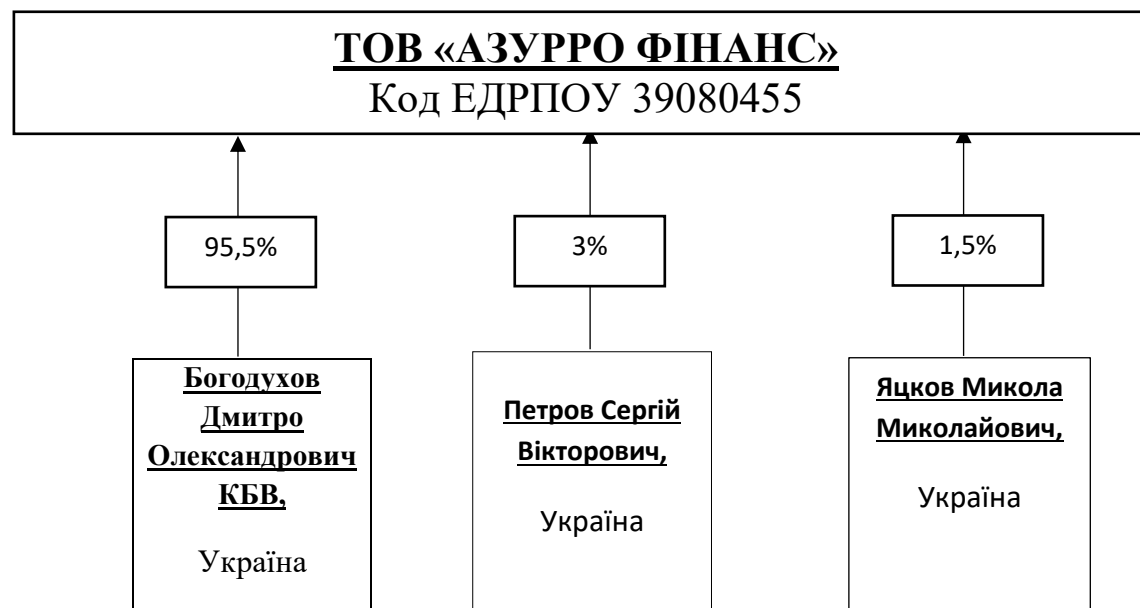 ТОВ «АЗУРРО ФІНАНС»
Код ЕДРПОУ 39080455
95,5%
3%
1,5%
Богодухов
Дмитро
Олександрович
КБВ,
Україна
Петров Сергій
Вікторович,
Україна
Яцков Микола
Миколайович,
Україна